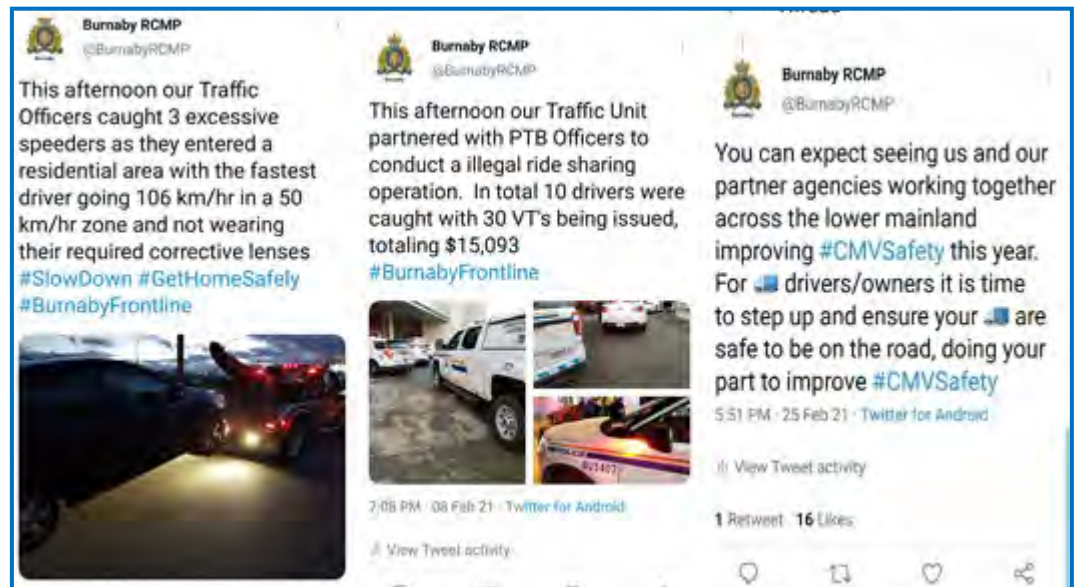 Burnaby RCMP
@BurnabyRCMP
This afternoon our Traffic
Officers caught 3 excessive
speeders as they entered a
residential area with the fastest
driver going 106 km/hr in a 50
km/hr zone and not wearing
their required corrective lenses
#SlowDown #GetHomeSafely
#BurnabyFrontline
Burnaby RCMP
@BurnabyRCMP
This afternoon our Traffic Unit
partnered with PTB Officers to
conduct a illegal ride sharing
operation. In total 10 drivers were
caught with 30 VT's being issued,
totaling $15,093
#BurnabyFrontline
7:08 PM · 08 Feb 21 · Twitter for Android
View Tweet activity
Burnaby RCMP
@BurnabyRCMP
You can expect seeing us and our
partner agencies working together
across the lower mainland
improving #CMVSafety this year.
For 🚚 drivers/owners it is time
to step up and ensure your 🚚 are
safe to be on the road, doing your
part to improve #CMVSafety
5:51 PM · 25 Feb 21 · Twitter for Android
View Tweet activity
1 Retweet 16 Likes